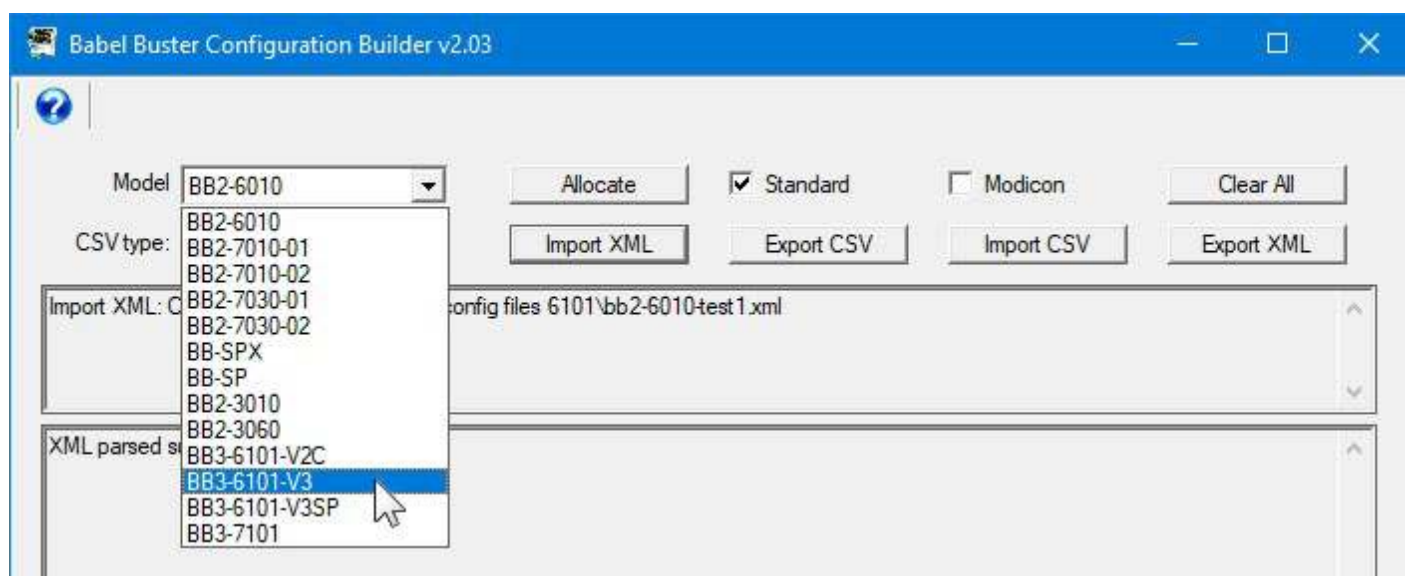 Babel Buster Configuration Builder v2.03
Model BB2-6010 Allocate Standard Modicon Clear All
CSV type: Import XML Export CSV Import CSV Export XML
BB2-6010
BB2-7010-01
BB2-7010-02
BB2-7030-01
BB2-7030-02
BB-SPX
BB-SP
BB2-3010
BB2-3060
BB3-6101-V2C
BB3-6101-V3
BB3-6101-V3SP
BB3-7101
Import XML: C config files 6101\bb2-6010-test1.xml
XML parsed